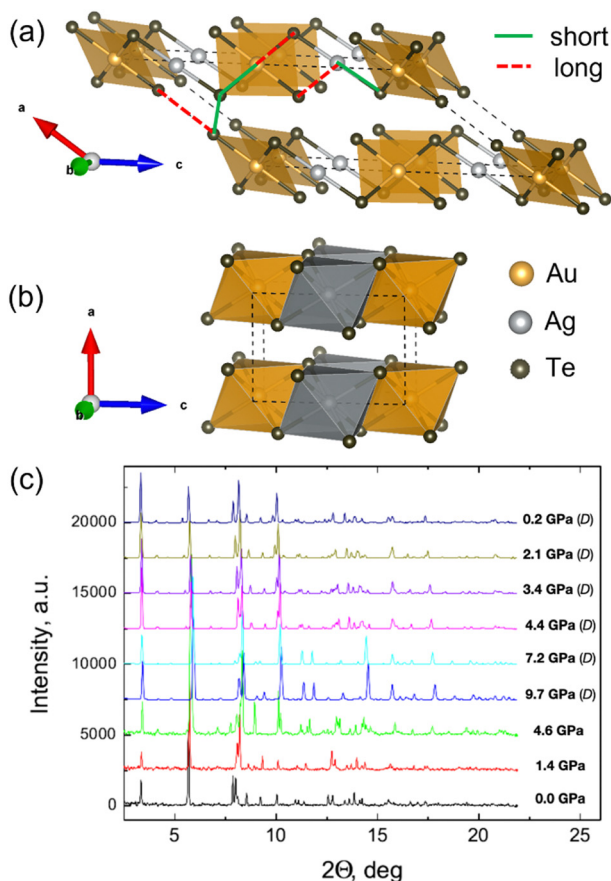 (a)
short
long
a
b
c
(b)
Au
Ag
Te
a
b
c
(c)
Intensity, a.u.
20000
15000
10000
5000
0
0.2 GPa (D)
2.1 GPa (D)
3.4 GPa (D)
4.4 GPa (D)
7.2 GPa (D)
9.7 GPa (D)
4.6 GPa
1.4 GPa
0.0 GPa
5 10 15 20 25
2Θ, deg